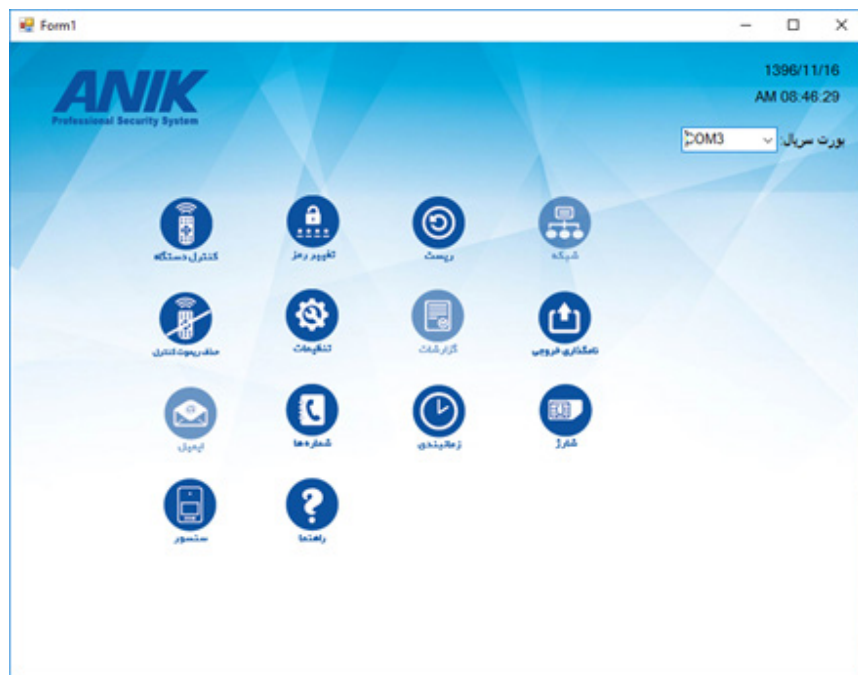 Form1
ANIK
Professional Security System
1396/11/16
AM 08:46:29
پورت سریال: COM3
کنترل دستگاه
تغییر رمز
ریست
شبکه
حذف ریموت کنترل
تنظیمات
گزارشات
نامگذاری خروجی
ایمیل
شماره ها
زمانبندی
شارژ
سنسور
راهنما